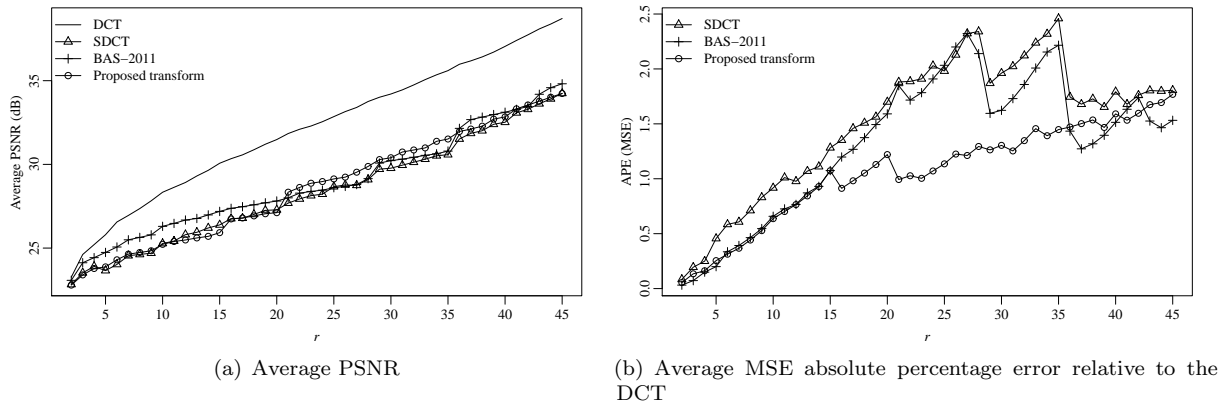 DCT
SDCT
BAS−2011
Proposed transform
Average PSNR (dB)
25 30 35
5 10 15 20 25 30 35 40 45
r
(a) Average PSNR
SDCT
BAS−2011
Proposed transform
APE (MSE)
0.0 0.5 1.0 1.5 2.0 2.5
5 10 15 20 25 30 35 40 45
r
(b) Average MSE absolute percentage error relative to the
DCT